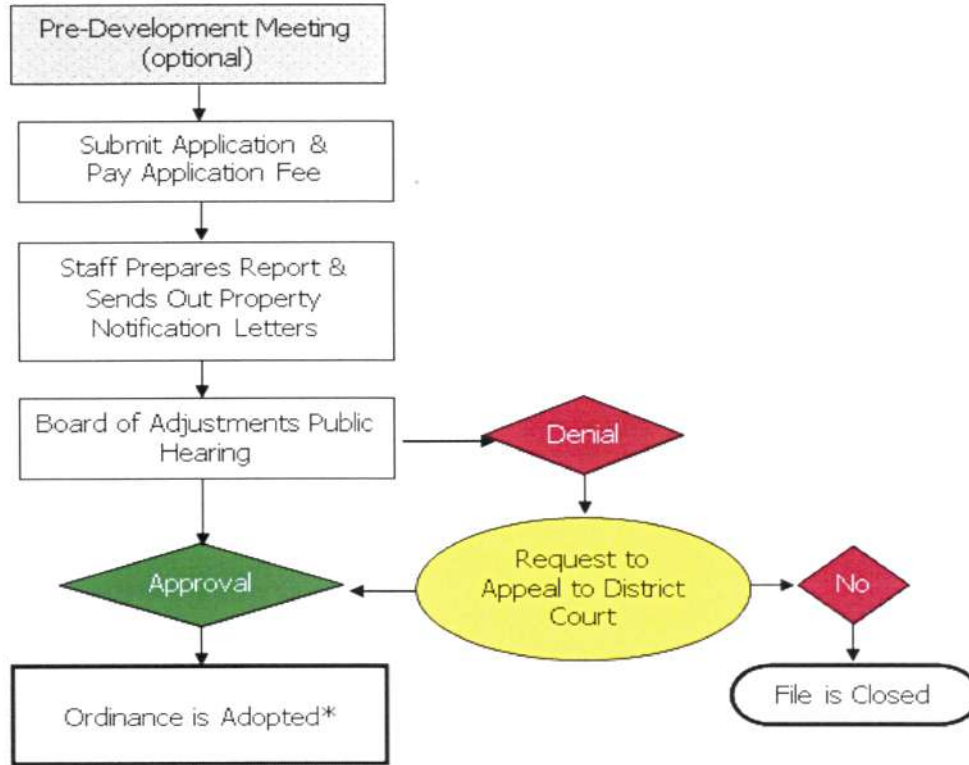 Pre-Development Meeting
(optional)
Submit Application &
Pay Application Fee
Staff Prepares Report &
Sends Out Property
Notification Letters
Board of Adjustments Public
Hearing
Denial
Request to
Appeal to District
Court
Approval
No
Ordinance is Adopted*
File is Closed